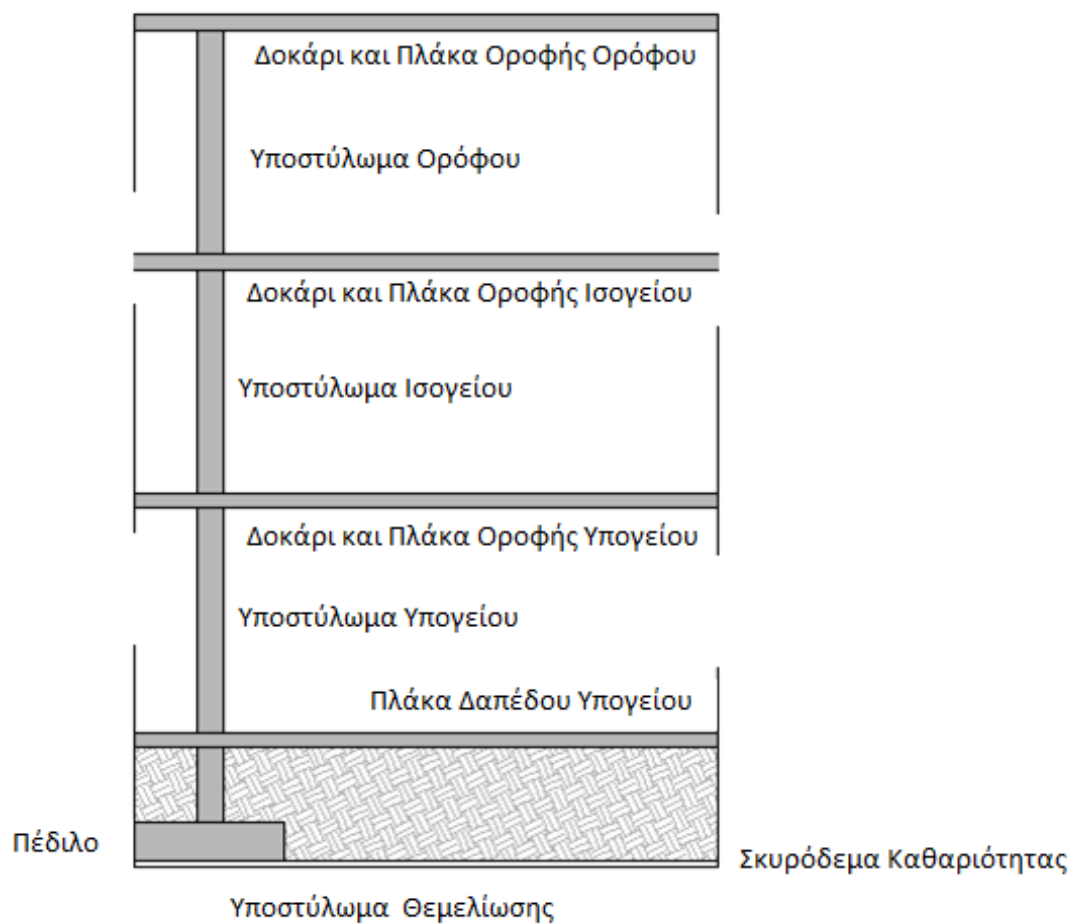 Δοκάρι και Πλάκα Οροφής Ορόφου
Υποστύλωμα Ορόφου
Δοκάρι και Πλάκα Οροφής Ισογείου
Υποστύλωμα Ισογείου
Δοκάρι και Πλάκα Οροφής Υπογείου
Υποστύλωμα Υπογείου
Πλάκα Δαπέδου Υπογείου
Πέδιλο
Σκυρόδεμα Καθαριότητας
Υποστύλωμα Θεμελίωσης